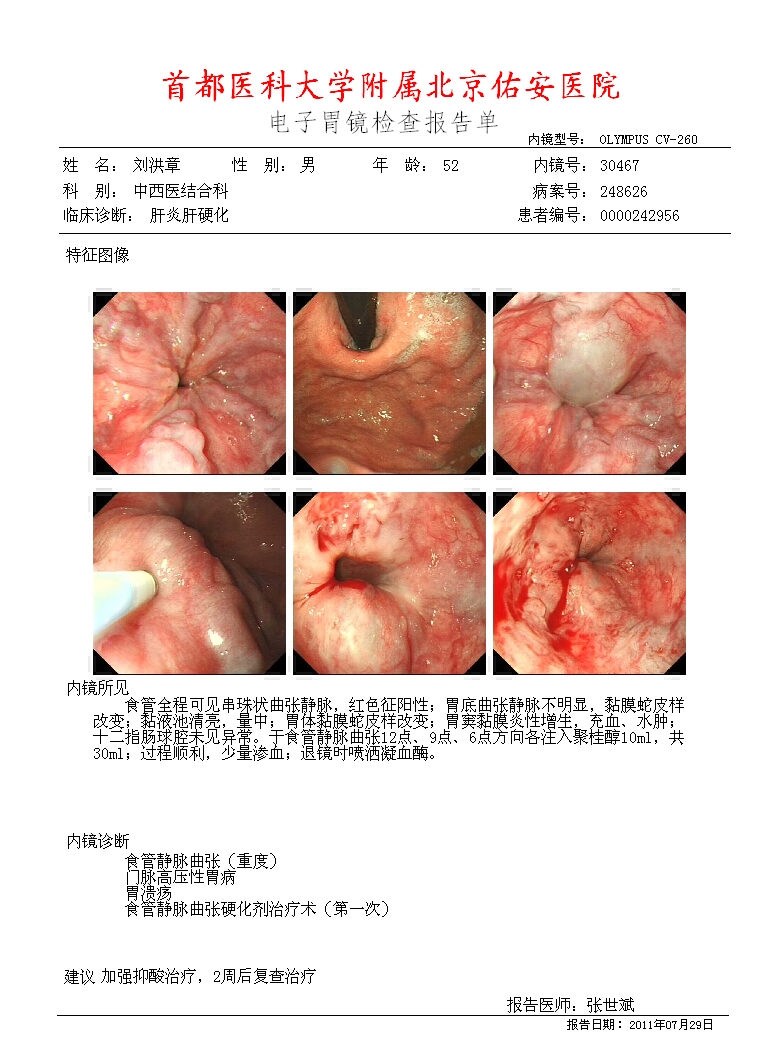 首都医科大学附属北京佑安医院
电子胃镜检查报告单
内镜型号： OLYMPUS CV-260
姓 名： 刘洪章 性 别： 男 年 龄： 52 内镜号： 30467
科 别： 中西医结合科 病案号： 248626
临床诊断： 肝炎肝硬化 患者编号： 0000242956
特征图像
内镜所见
食管全程可见串珠状曲张静脉，红色征阳性；胃底曲张静脉不明显，黏膜蛇皮样
改变；黏液池清亮，量中；胃体黏膜蛇皮样改变；胃窦黏膜炎性增生，充血、水肿；
十二指肠球腔未见异常。于食管静脉曲张12点、9点、6点方向各注入聚桂醇10ml，共
30ml；过程顺利，少量渗血；退镜时喷洒凝血酶。
内镜诊断
食管静脉曲张（重度）
门脉高压性胃病
胃溃疡
食管静脉曲张硬化剂治疗术（第一次）
建议 加强抑酸治疗，2周后复查治疗
报告医师： 张世斌
报告日期： 2011年07月29日